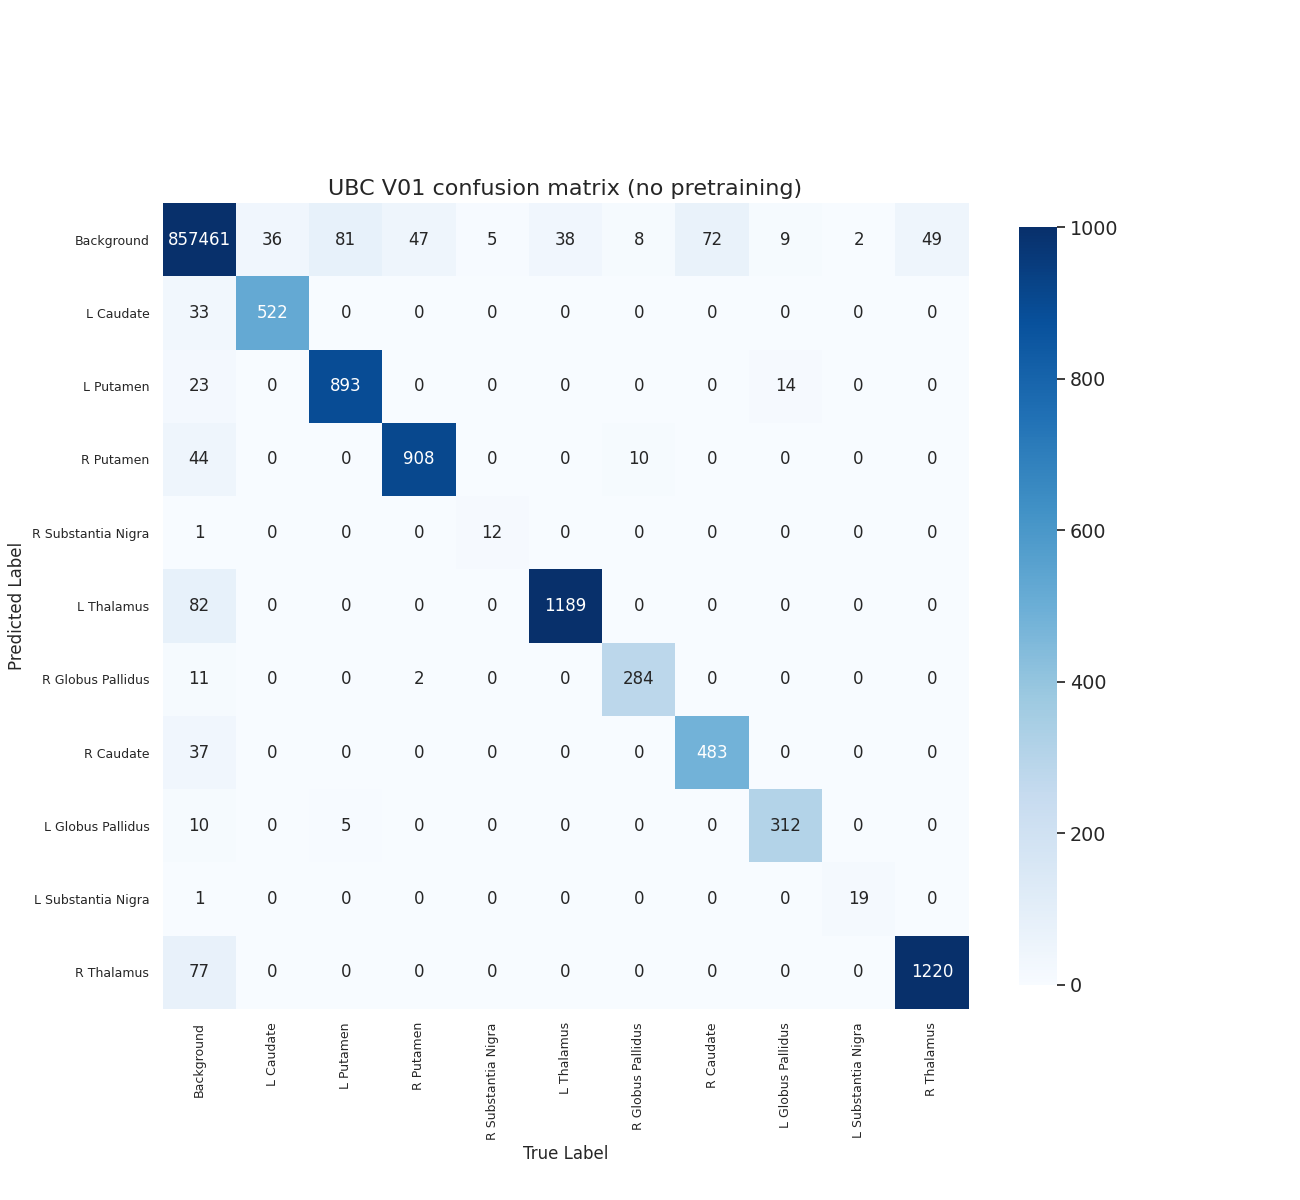 UBC V01 confusion matrix (no pretraining)
Background 857461 36 81 47 5 38 8 72 9 2 49
L Caudate 33 522 0 0 0 0 0 0 0 0 0
L Putamen 23 0 893 0 0 0 0 0 14 0 0
R Putamen 44 0 0 908 0 0 10 0 0 0 0
R Substantia Nigra 1 0 0 0 12 0 0 0 0 0 0
L Thalamus 82 0 0 0 0 1189 0 0 0 0 0
R Globus Pallidus 11 0 0 2 0 0 284 0 0 0 0
R Caudate 37 0 0 0 0 0 0 483 0 0 0
L Globus Pallidus 10 0 5 0 0 0 0 0 312 0 0
L Substantia Nigra 1 0 0 0 0 0 0 0 0 19 0
R Thalamus 77 0 0 0 0 0 0 0 0 0 1220
Predicted Label
Background
L Caudate
L Putamen
R Putamen
R Substantia Nigra
L Thalamus
R Globus Pallidus
R Caudate
L Globus Pallidus
L Substantia Nigra
R Thalamus
True Label
1000
800
600
400
200
0